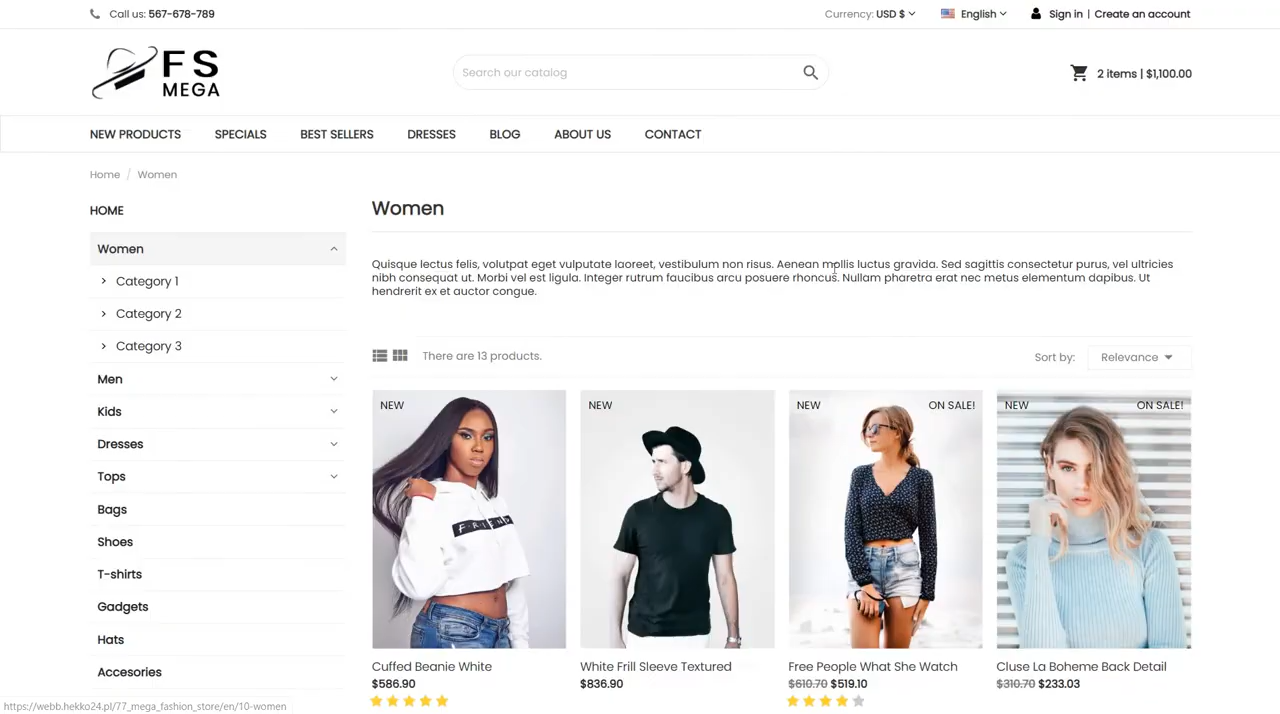 Call us: 567-678-789
Currency: USD $
English
Sign in | Create an account
FS
MEGA
Search our catalog
2 items | $1,100.00
NEW PRODUCTS SPECIALS BEST SELLERS DRESSES BLOG ABOUT US CONTACT
Home / Women
HOME
Women
Category 1
Category 2
Category 3
Men
Kids
Dresses
Tops
Bags
Shoes
T-shirts
Gadgets
Hats
Accesories
Women
Quisque lectus felis, volutpat eget vulputate laoreet, vestibulum non risus. Aenean mollis luctus gravida. Sed sagittis consectetur purus, vel ultricies
nibh consequat ut. Morbi vel est ligula. Integer rutrum faucibus arcu posuere rhoncus. Nullam pharetra erat nec metus elementum dapibus. Ut
hendrerit ex et auctor congue.
There are 13 products.
Sort by: Relevance
NEW
FRIEND
Cuffed Beanie White
$586.90
NEW
White Frill Sleeve Textured
$836.90
NEW ON SALE!
Free People What She Watch
$610.70 $519.10
NEW ON SALE!
Cluse La Boheme Back Detail
$310.70 $233.03
https://webb.hekko24.pl/77_mega_fashion_store/en/10-women